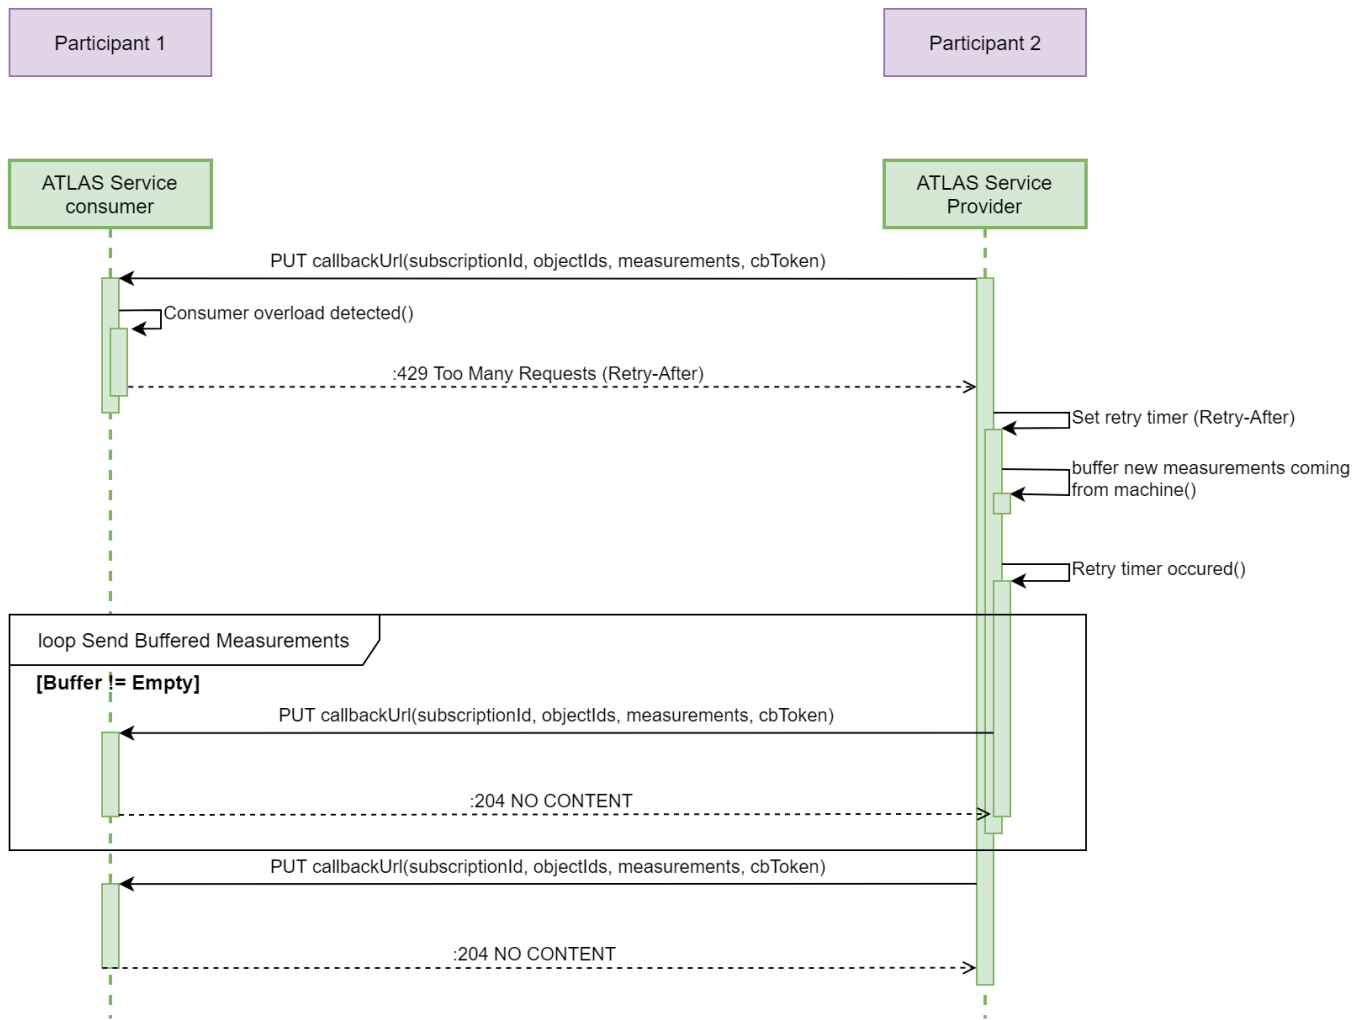 Participant 1
Participant 2
ATLAS Service
consumer
ATLAS Service
Provider
PUT callbackUrl(subscriptionId, objectIds, measurements, cbToken)
Consumer overload detected()
:429 Too Many Requests (Retry-After)
Set retry timer (Retry-After)
buffer new measurements coming
from machine()
Retry timer occured()
loop Send Buffered Measurements
[Buffer != Empty]
PUT callbackUrl(subscriptionId, objectIds, measurements, cbToken)
:204 NO CONTENT
PUT callbackUrl(subscriptionId, objectIds, measurements, cbToken)
:204 NO CONTENT